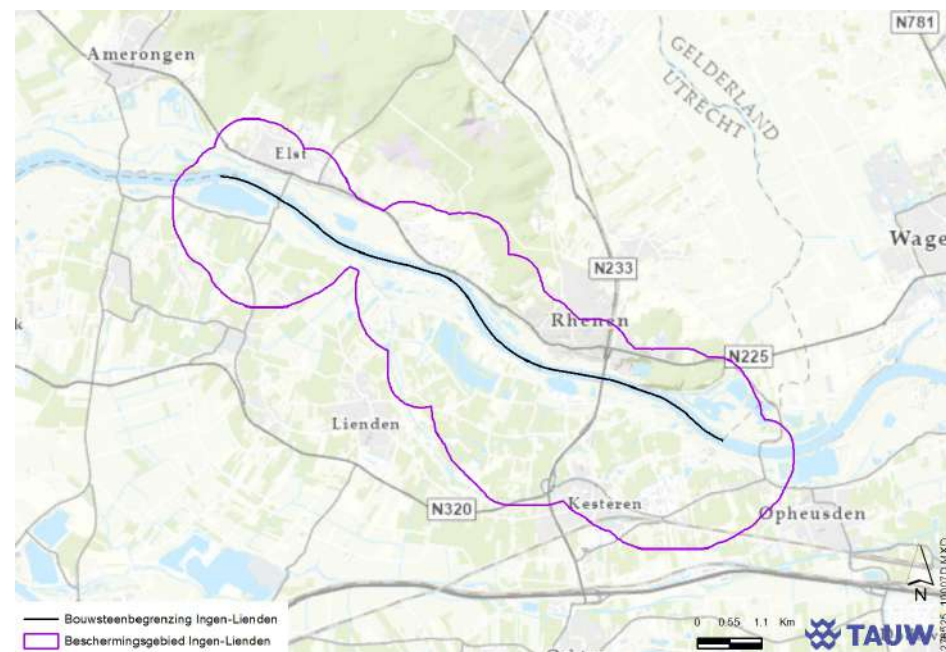 N781
Amerongen
GELDERLAND
UTRECHT
Elst
Wage
N233
Rhenen
N225
k
Lienden
N320
Kesteren
Opheusden
N
Bouwsteenbegrenzing Ingen-Lienden
Beschermingsgebied Ingen-Lienden
0 0.55 1.1 Km
TAUW